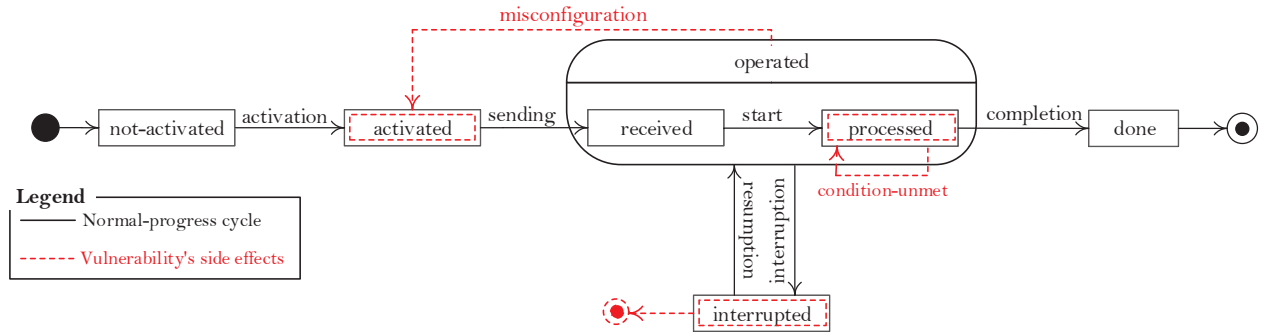 misconfiguration
operated
not-activated
activation
activated
sending
received
start
processed
completion
done
condition-unmet
resumption
interruption
Legend
Normal-progress cycle
Vulnerability's side effects
interrupted